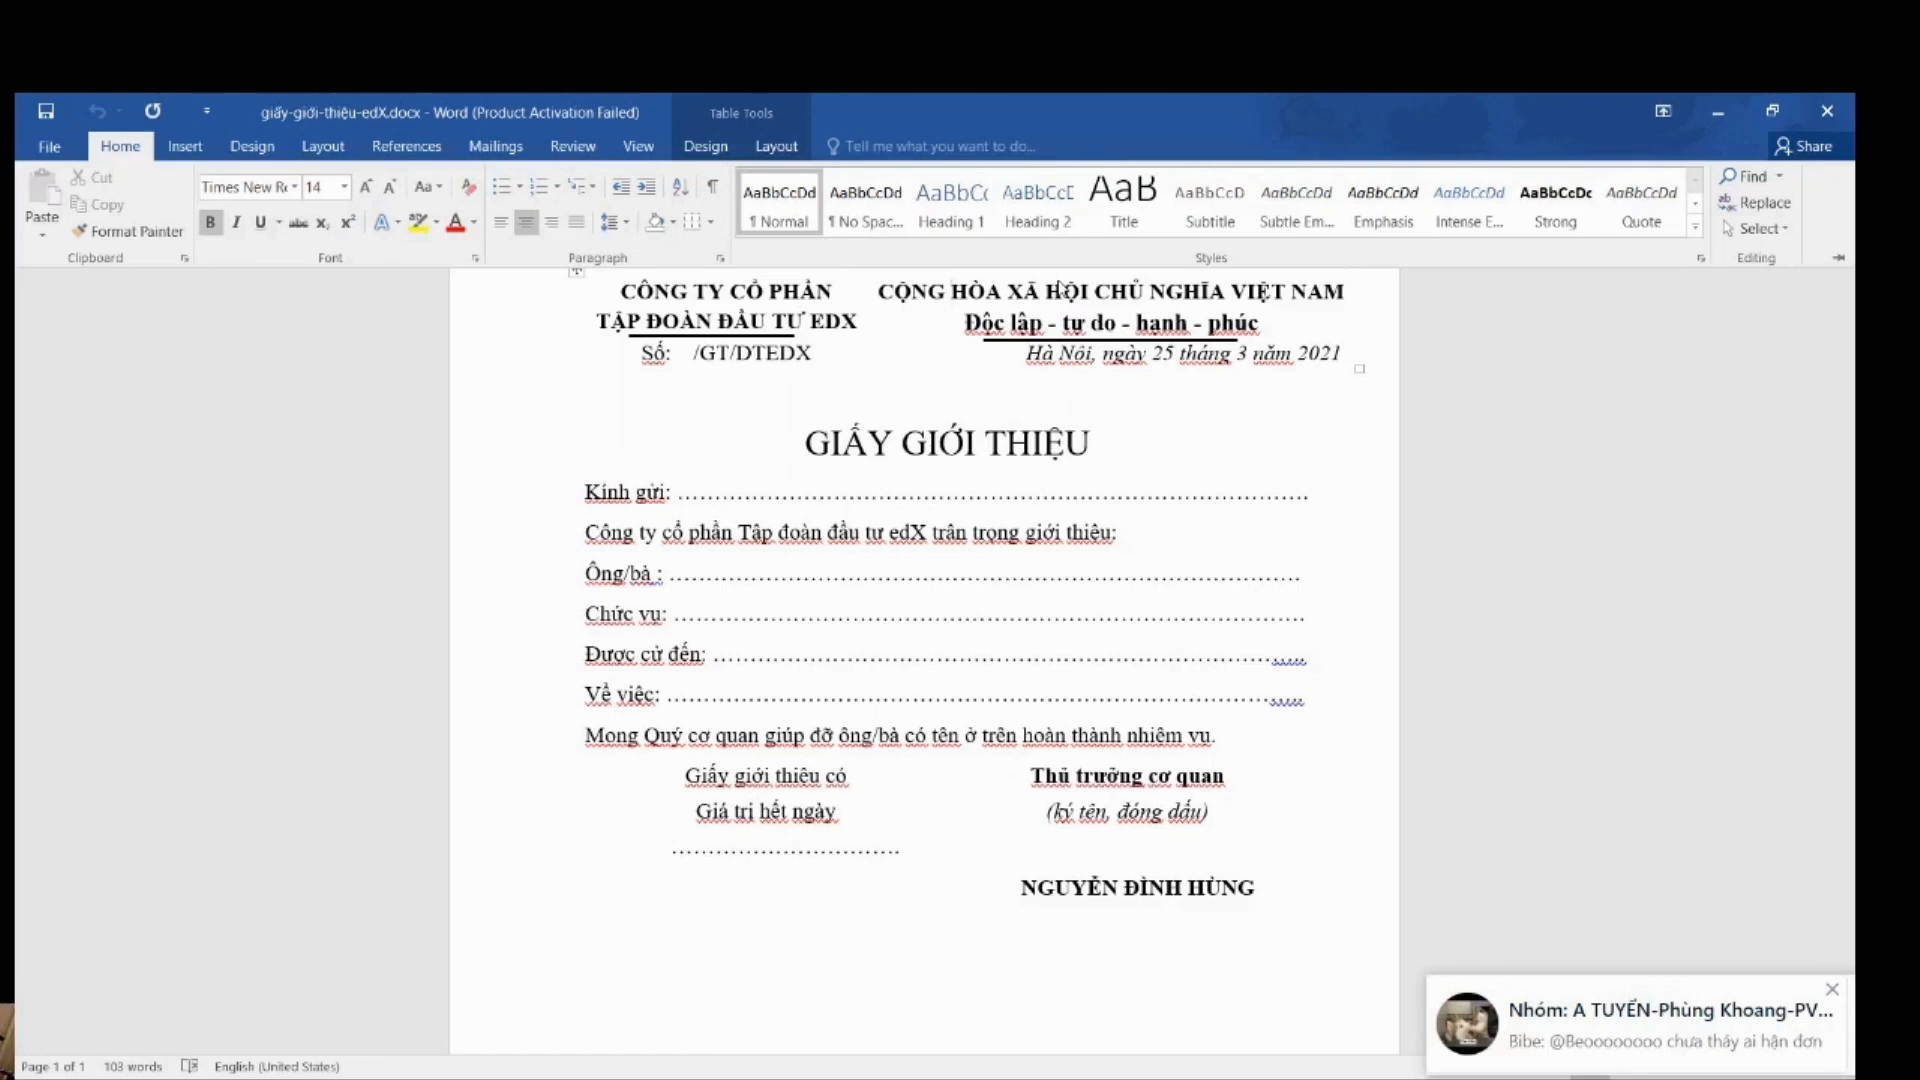 giấy-giới-thiệu-edX.docx - Word (Product Activation Failed)
Table Tools
File Home Insert Design Layout References Mailings Review View Design Layout Tell me what you want to do... Share
Paste Cut Copy Format Painter
Times New Ro 14
AaBbCcDd AaBbCcDd AaBbCc AaBbCcE AaB AaBbCcD AaBbCcDd AaBbCcDd AaBbCcDd AaBbCcDc AaBbCcDd
¶ Normal ¶ No Spac... Heading 1 Heading 2 Title Subtitle Subtle Em... Emphasis Intense E... Strong Quote
Find Replace Select
Clipboard Font Paragraph Styles Editing
CÔNG TY CỔ PHẦN
TẬP ĐOÀN ĐẦU TƯ EDX
Số: /GT/DTEDX
CỘNG HÒA XÃ HỘI CHỦ NGHĨA VIỆT NAM
Độc lập - tự do - hạnh - phúc
Hà Nội, ngày 25 tháng 3 năm 2021
GIẤY GIỚI THIỆU
Kính gửi: ……………………………………………………………………………….
Công ty cổ phần Tập đoàn đầu tư edX trân trọng giới thiệu:
Ông/bà : ……………………………………………………………………………….
Chức vụ: ……………………………………………………………………………….
Được cử đến: …………………………………………………………………………..
Về việc: ………………………………………………………………………………..
Mong Quý cơ quan giúp đỡ ông/bà có tên ở trên hoàn thành nhiệm vụ.
Giấy giới thiệu có
Giá trị hết ngày
………………………….
Thủ trưởng cơ quan
(ký tên, đóng dấu)
NGUYỄN ĐÌNH HÙNG
Nhóm: A TUYỂN-Phùng Khoang-PV...
Bibe: @Beoooooooo chưa thấy ai hận đơn
Page 1 of 1 103 words English (United States)